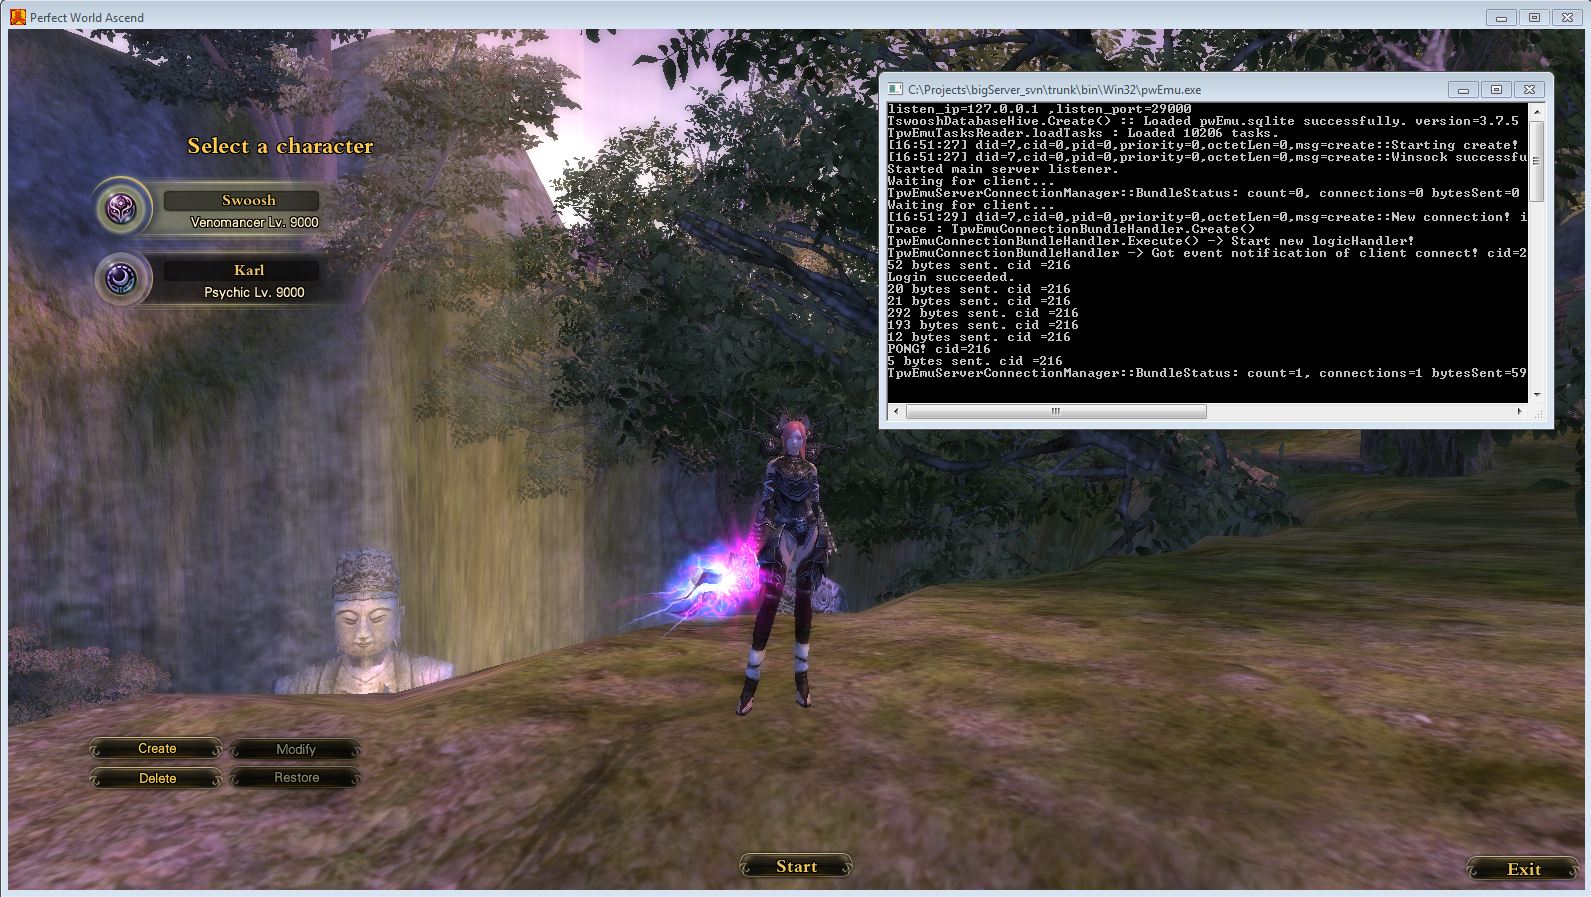 Perfect World Ascend
Select a character
Swoosh
Venomancer Lv. 9000
Karl
Psychic Lv. 9000
C:\Projects\bigServer_svn\trunk\bin\Win32\pwEmu.exe
listen_ip=127.0.0.1 ,listen_port=29000
TswooshDatabaseHive.Create() :: Loaded pwEmu.sqlite successfully. version=3.7.5
TpwEmuTasksReader.loadTasks : Loaded 10206 tasks.
[16:51:27] did=7,cid=0,pid=0,priority=0,octetLen=0,msg=create::Starting create!
[16:51:27] did=7,cid=0,pid=0,priority=0,octetLen=0,msg=create::Winsock successfu
Started main server listener.
Waiting for client...
TpwEmuServerConnectionManager::BundleStatus: count=0, connections=0 bytesSent=0
Waiting for client...
[16:51:29] did=7,cid=0,pid=0,priority=0,octetLen=0,msg=create::New connection! i
Trace : TpwEmuConnectionBundleHandler.Create()
TpwEmuConnectionBundleHandler.Execute() -> Start new logicHandler!
TpwEmuConnectionBundleHandler -> Got event notification of client connect! cid=2
52 bytes sent. cid =216
Login succeeded.
20 bytes sent. cid =216
21 bytes sent. cid =216
292 bytes sent. cid =216
193 bytes sent. cid =216
12 bytes sent. cid =216
PONG! cid=216
5 bytes sent. cid =216
TpwEmuServerConnectionManager::BundleStatus: count=1, connections=1 bytesSent=59
Create
Modify
Delete
Restore
Start
Exit